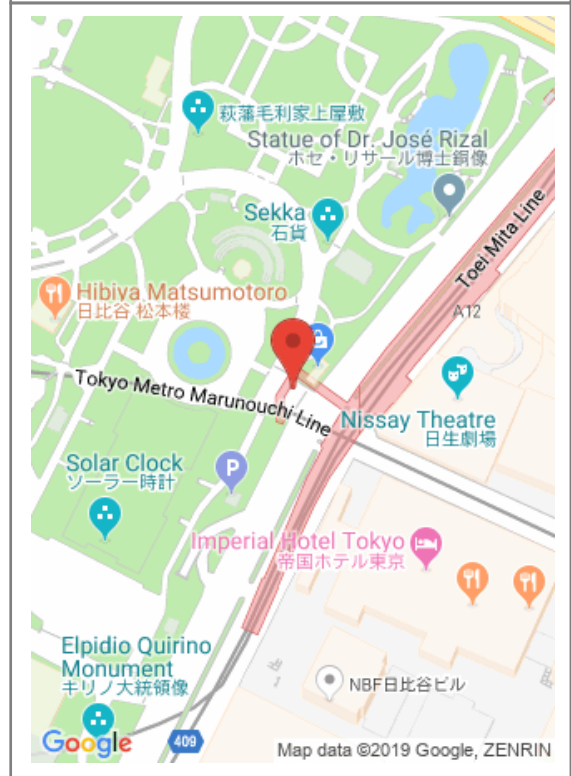 萩藩毛利家上屋敷
Statue of Dr. José Rizal
ホセ・リサール博士銅像
Sekka
石貨
Toei Mita Line
Hibiya Matsumotoro
日比谷 松本楼
A12
Tokyo Metro Marunouchi Line
Nissay Theatre
日生劇場
Solar Clock
ソーラー時計
P
Imperial Hotel Tokyo
帝国ホテル東京
Elpidio Quirino
Monument
キリノ大統領像
NBF日比谷ビル
Google
409
Map data ©2019 Google, ZENRIN